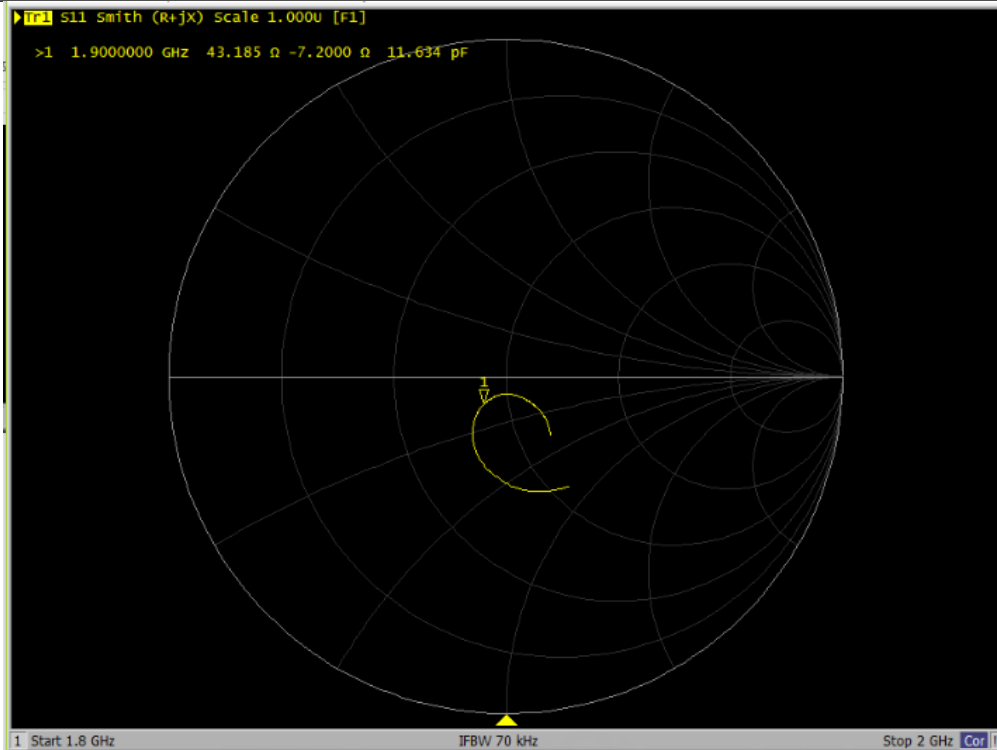 Tr1 S11 Smith (R+jX) Scale 1.000U [F1]
>1 1.9000000 GHz 43.185 Ω -7.2000 Ω 11.634 pF
1
1 Start 1.8 GHz IFBW 70 kHz Stop 2 GHz Cor